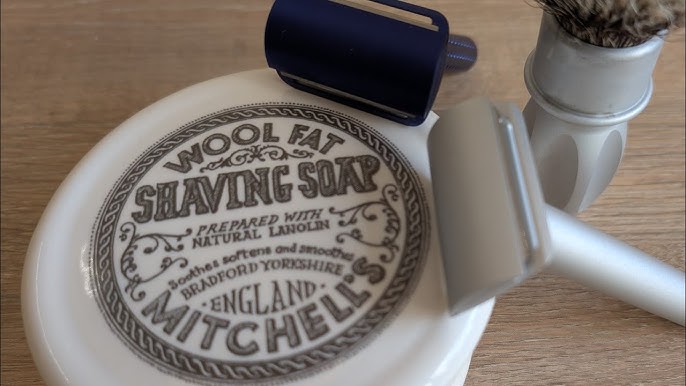 WOOL FAT
SHAVING SOAP
PREPARED WITH
NATURAL LANOLIN
Soothes softens and smoothes
BRADFORD YORKSHIRE
· ENGLAND ·
MITCHELL'S